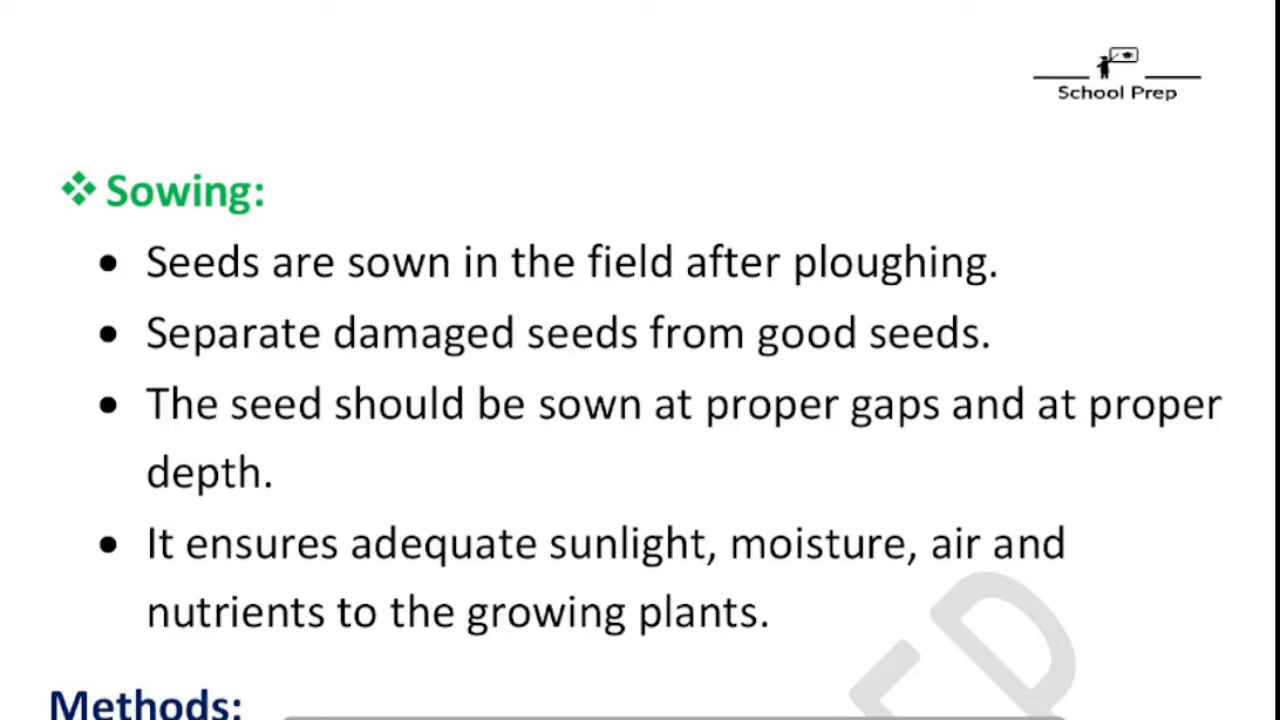 School Prep
❖ Sowing:
• Seeds are sown in the field after ploughing.
• Separate damaged seeds from good seeds.
• The seed should be sown at proper gaps and at proper
depth.
• It ensures adequate sunlight, moisture, air and
nutrients to the growing plants.
Methods: